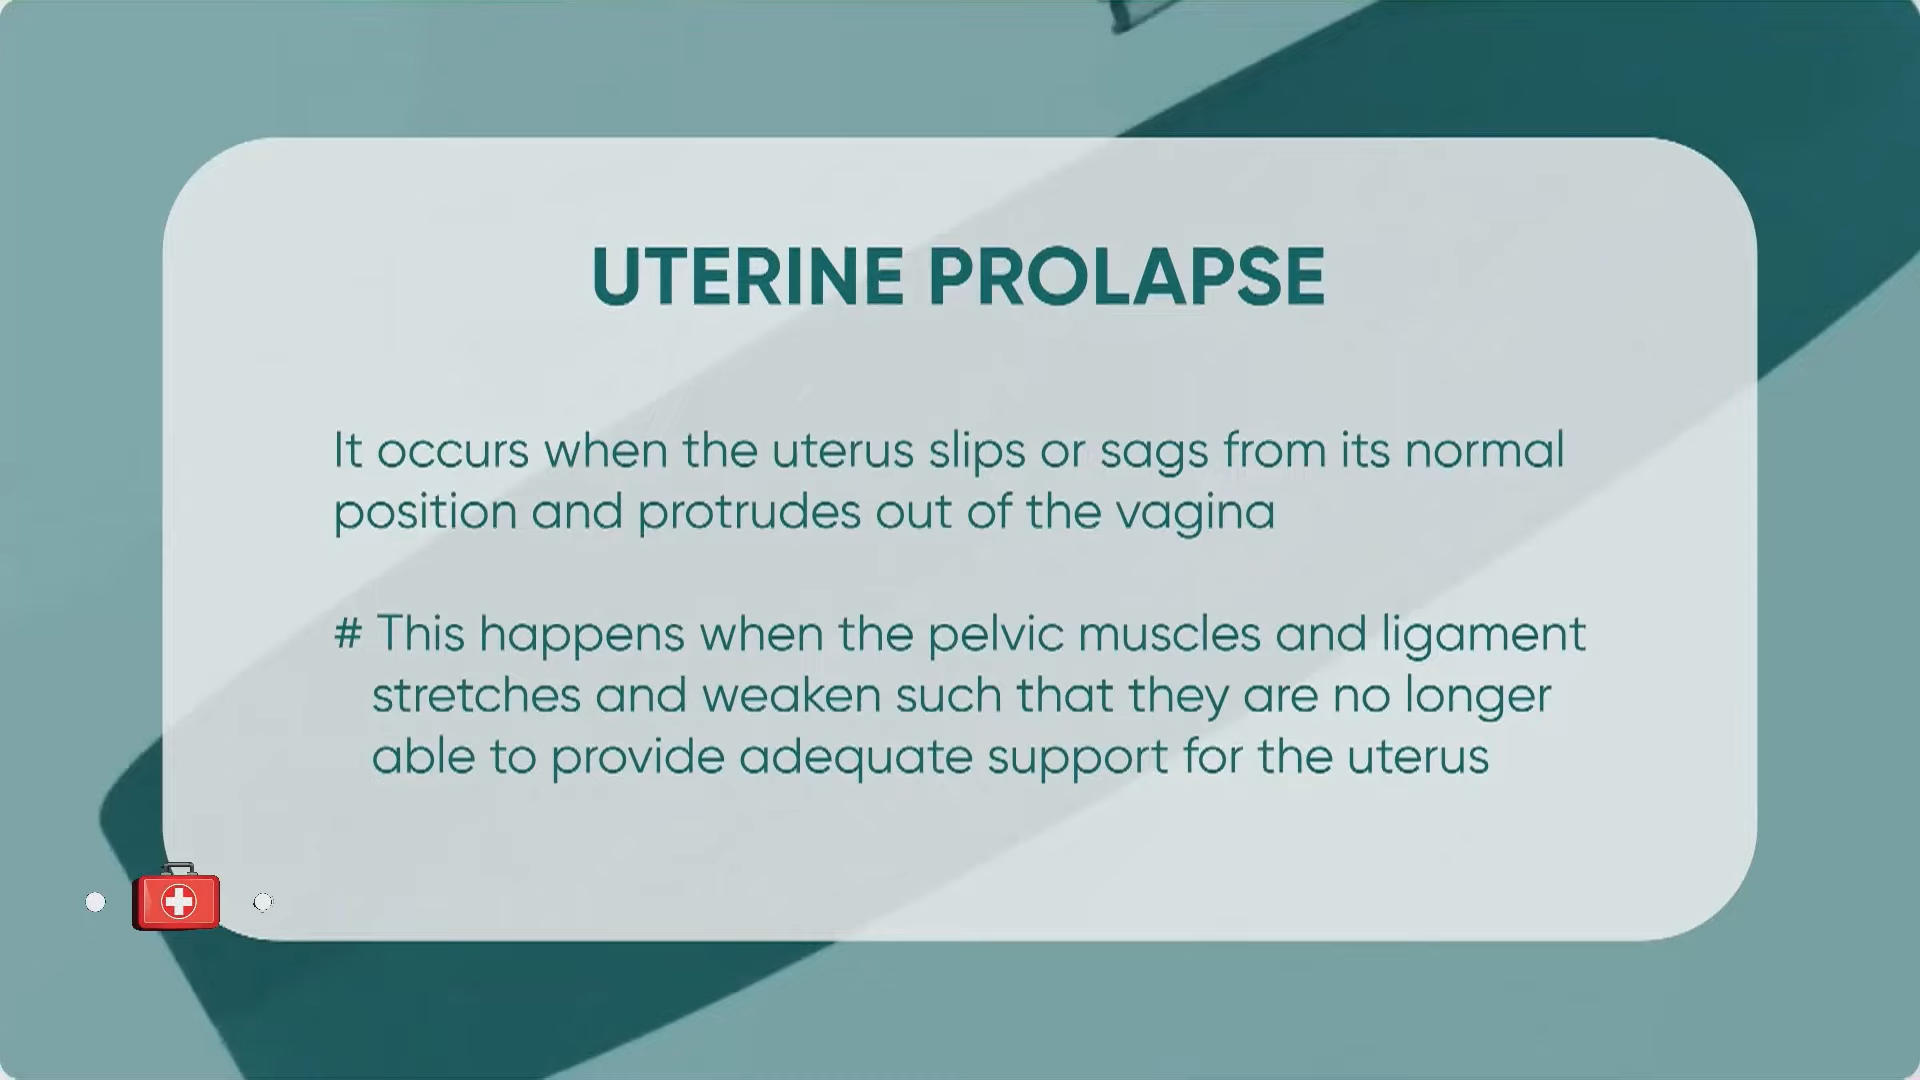 UTERINE PROLAPSE
It occurs when the uterus slips or sags from its normal
position and protrudes out of the vagina
# This happens when the pelvic muscles and ligament
stretches and weaken such that they are no longer
able to provide adequate support for the uterus